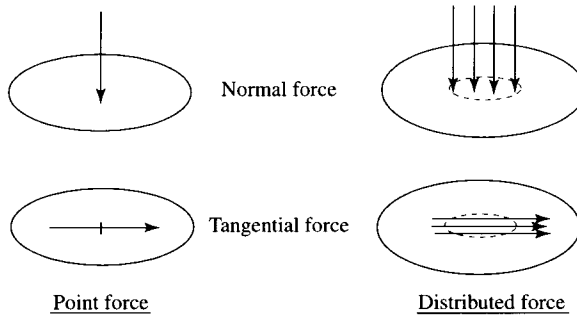 Normal force
Tangential force
Point force
Distributed force